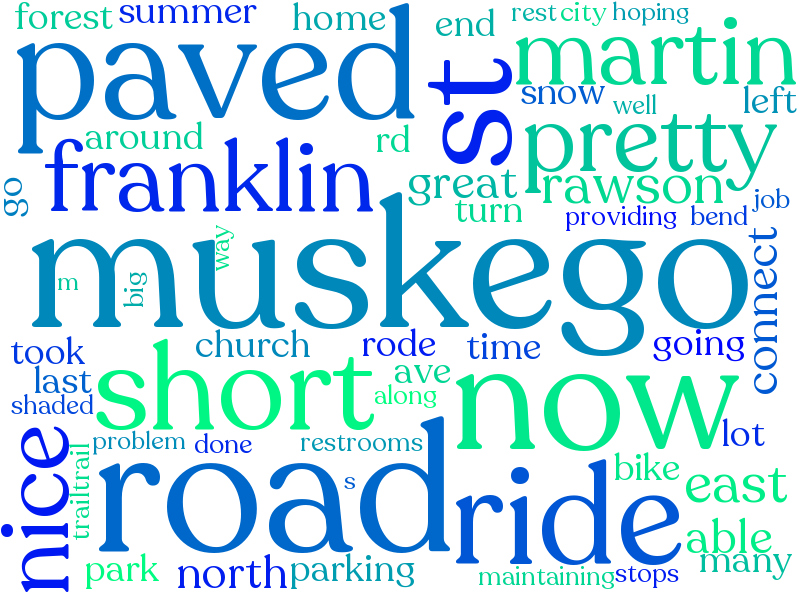 forest summer home end rest city hoping
paved st martin
snow well left
around rd pretty
franklin great rawson job
go turn providing bend
muskego
m big way connect
took church rode time going
last short ave now
shaded along
nice problem done restrooms lot
trailtrail road s ride bike east
able
park north parking maintaining stops many